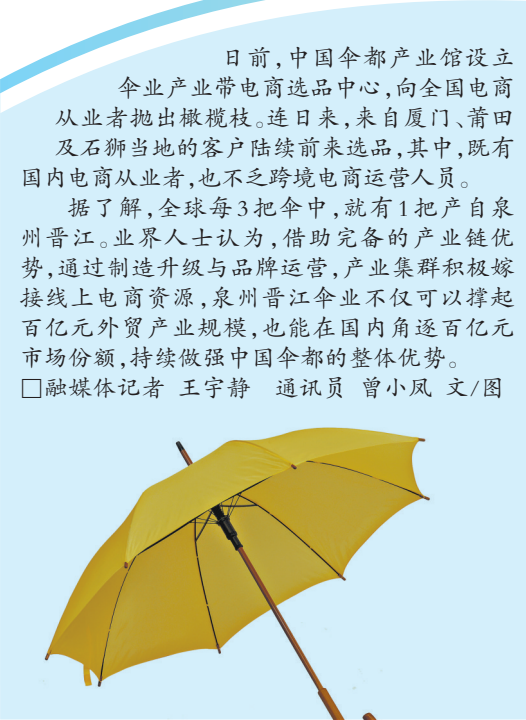 日前,中国伞都产业馆设立
伞业产业带电商选品中心,向全国电商
从业者抛出橄榄枝。连日来,来自厦门、莆田
及石狮当地的客户陆续前来选品,其中,既有
国内电商从业者,也不乏跨境电商运营人员。
据了解,全球每3把伞中,就有1把产自泉
州晋江。业界人士认为,借助完备的产业链优
势,通过制造升级与品牌运营,产业集群积极嫁
接线上电商资源,泉州晋江伞业不仅可以撑起
百亿元外贸产业规模,也能在国内角逐百亿元
市场份额,持续做强中国伞都的整体优势。
□融媒体记者 王宇静 通讯员 曾小凤 文/图